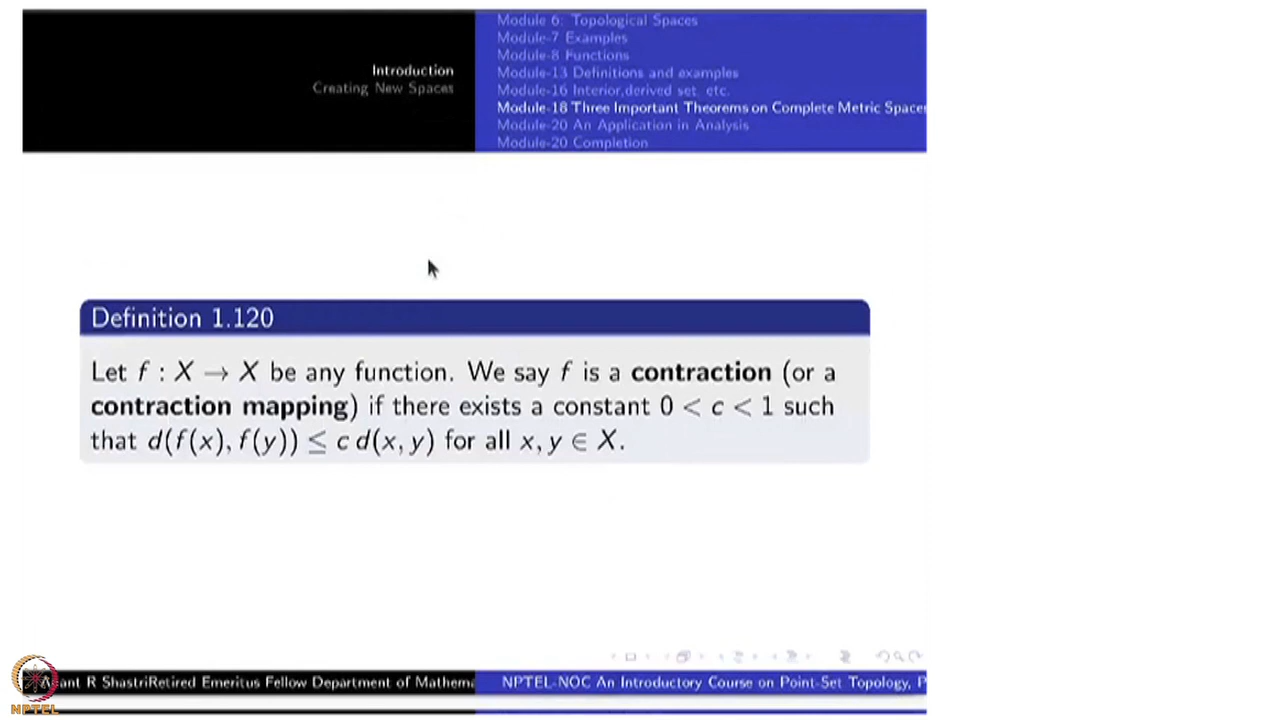 Introduction
Creating New Spaces
Module 6: Topological Spaces
Module-7 Examples
Module-8 Functions
Module-13 Definitions and examples
Module-16 Interior,derived set, etc.
Module-18 Three Important Theorems on Complete Metric Spaces
Module-20 An Application in Analysis
Module-20 Completion
Definition 1.120
Let f : X → X be any function. We say f is a contraction (or a
contraction mapping) if there exists a constant 0 < c < 1 such
that d(f(x), f(y)) ≤ c d(x, y) for all x, y ∈ X.
Anant R ShastriRetired Emeritus Fellow Department of Mathema
NPTEL-NOC An Introductory Course on Point-Set Topology, P
NPTEL